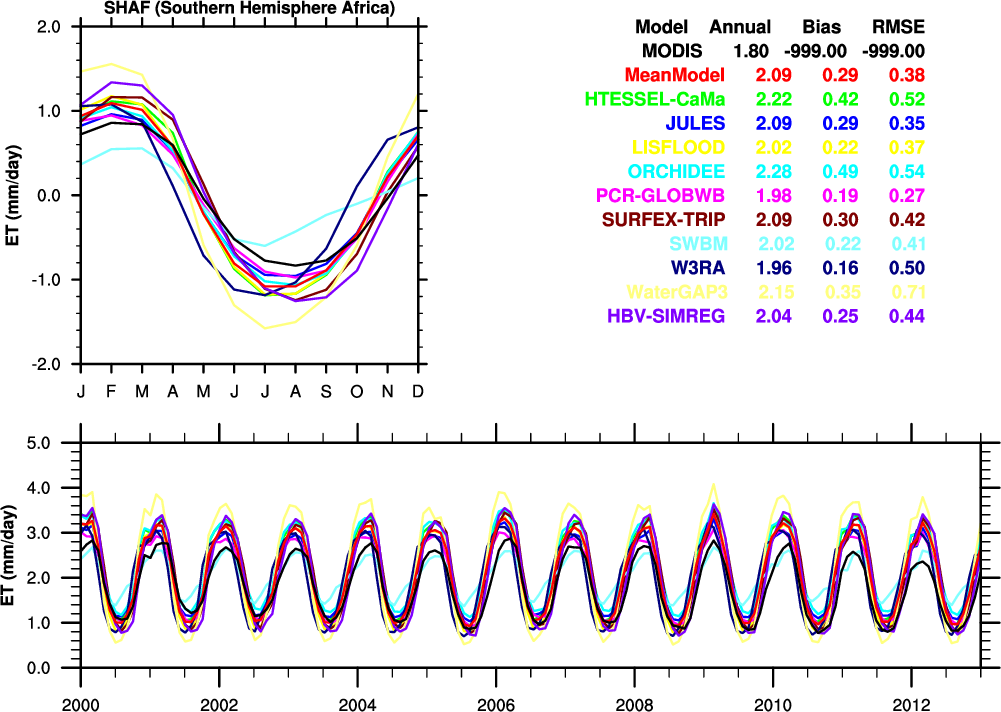 SHAF (Southern Hemisphere Africa)
2.0
1.0
0.0
-1.0
-2.0
ET (mm/day)
J F M A M J J A S O N D
Model Annual Bias RMSE
MODIS 1.80 -999.00 -999.00
MeanModel 2.09 0.29 0.38
HTESSEL-CaMa 2.22 0.42 0.52
JULES 2.09 0.29 0.35
LISFLOOD 2.02 0.22 0.37
ORCHIDEE 2.28 0.49 0.54
PCR-GLOBWB 1.98 0.19 0.27
SURFEX-TRIP 2.09 0.30 0.42
SWBM 2.02 0.22 0.41
W3RA 1.96 0.16 0.50
WaterGAP3 2.15 0.35 0.71
HBV-SIMREG 2.04 0.25 0.44
5.0
4.0
3.0
2.0
1.0
0.0
ET (mm/day)
2000 2002 2004 2006 2008 2010 2012